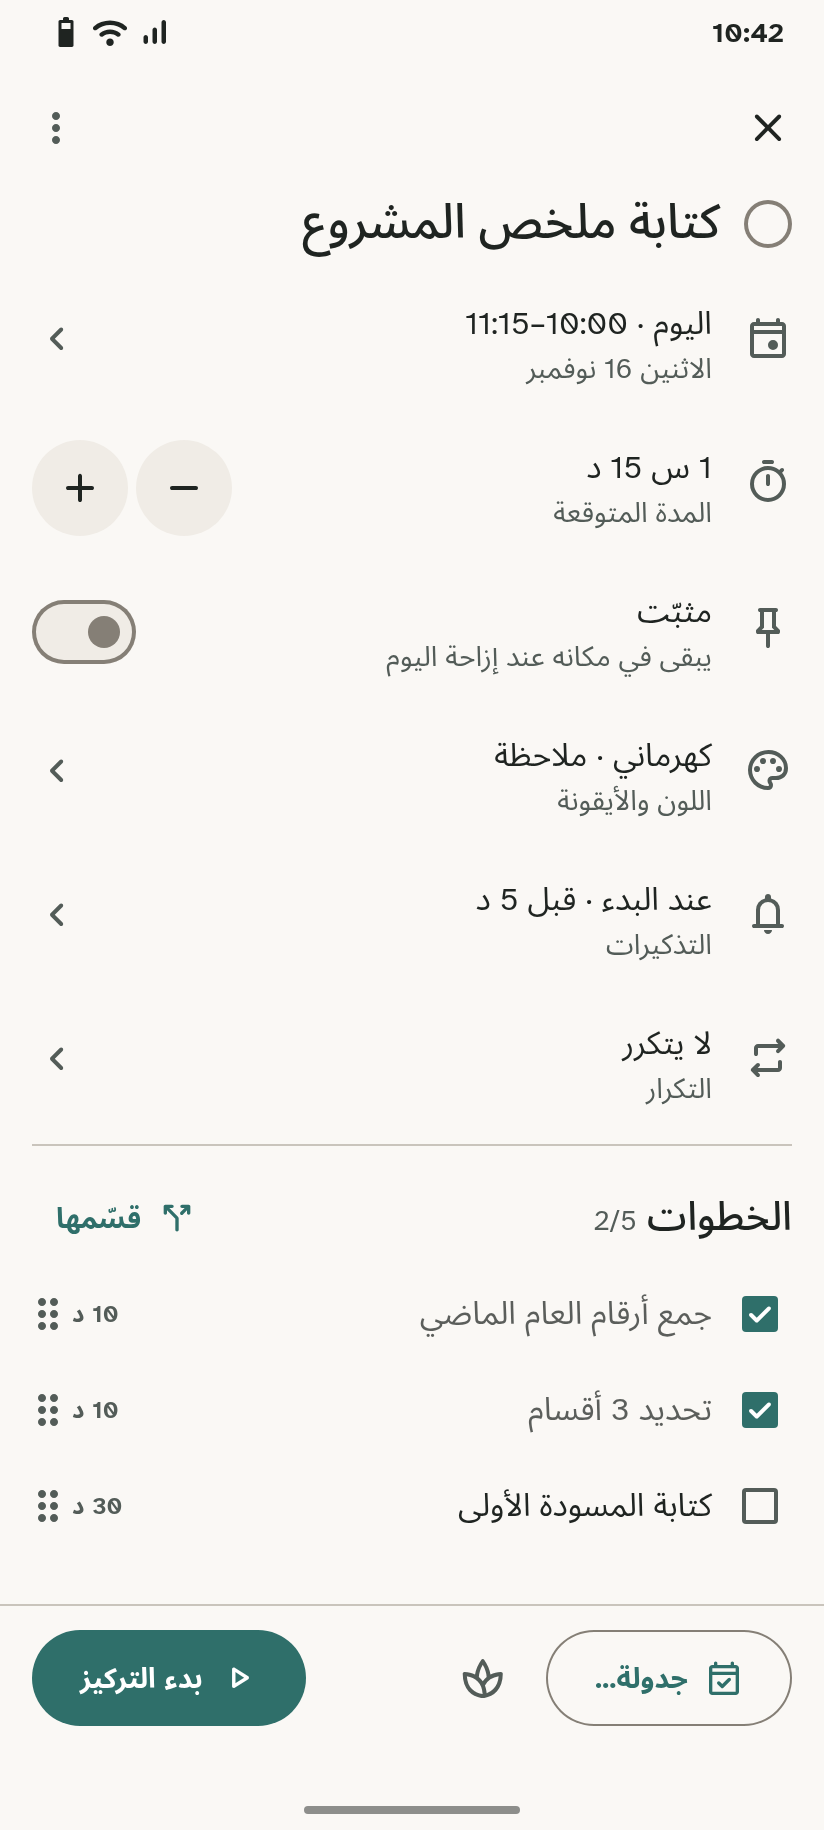 10:42
كتابة ملخص المشروع
اليوم · 10:00–11:15
الاثنين 16 نوفمبر
1 س 15 د
المدة المتوقعة
مثبّت
يبقى في مكانه عند إزاحة اليوم
كهرماني · ملاحظة
اللون والأيقونة
عند البدء · قبل 5 د
التذكيرات
لا يتكرر
التكرار
الخطوات 2/5
قسّمها
جمع أرقام العام الماضي
10 د
تحديد 3 أقسام
10 د
كتابة المسودة الأولى
30 د
جدولة...
بدء التركيز